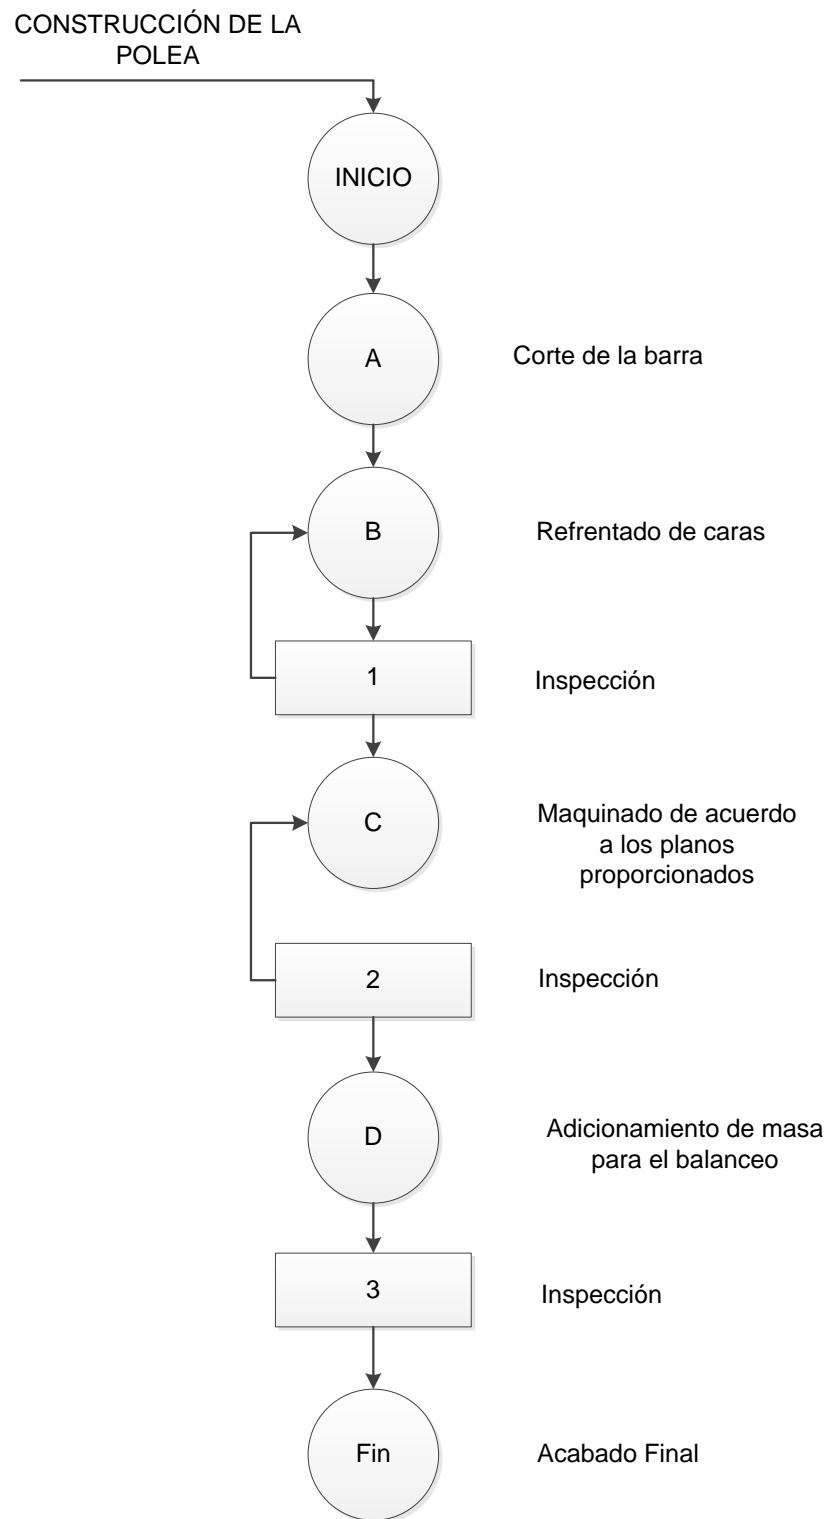 CONSTRUCCIÓN DE LA
POLEA
INICIO
A
Corte de la barra
B
Refrentado de caras
1
Inspección
C
Maquinado de acuerdo
a los planos
proporcionados
2
Inspección
D
Adicionamiento de masa
para el balanceo
3
Inspección
Fin
Acabado Final